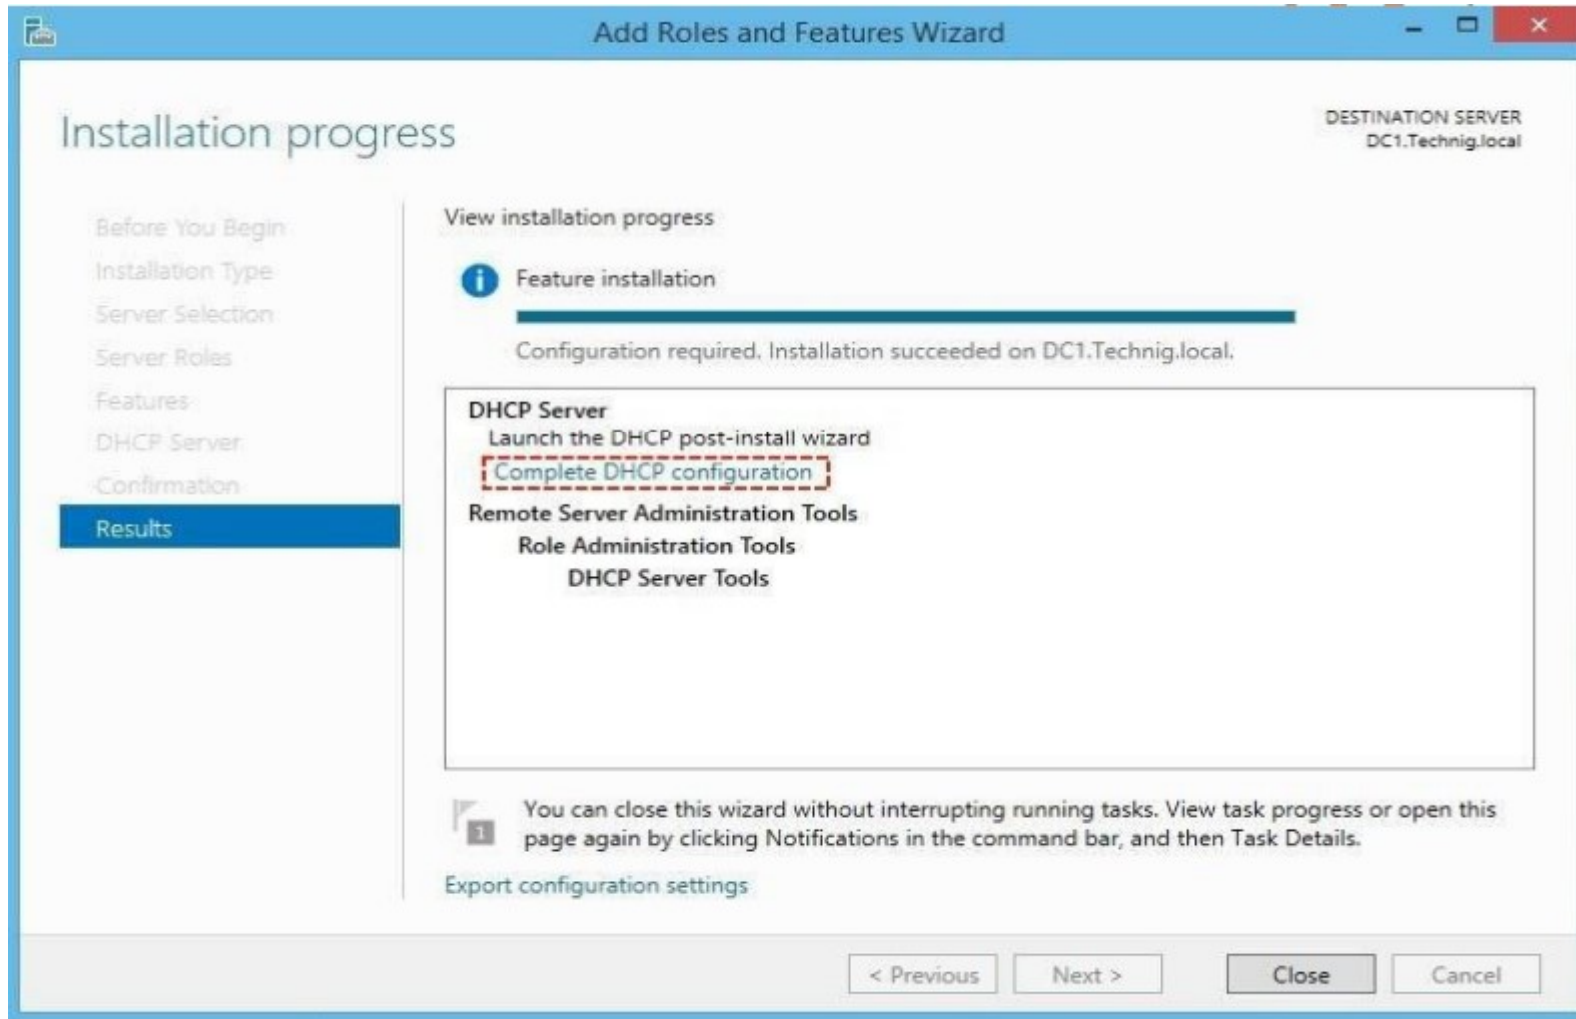 Add Roles and Features Wizard
Installation progress
DESTINATION SERVER
DC1.Technig.local
Before You Begin
Installation Type
Server Selection
Server Roles
Features
DHCP Server
Confirmation
Results
View installation progress
Feature installation
Configuration required. Installation succeeded on DC1.Technig.local.
DHCP Server
Launch the DHCP post-install wizard
Complete DHCP configuration
Remote Server Administration Tools
Role Administration Tools
DHCP Server Tools
1
You can close this wizard without interrupting running tasks. View task progress or open this
page again by clicking Notifications in the command bar, and then Task Details.
Export configuration settings
< Previous
Next >
Close
Cancel